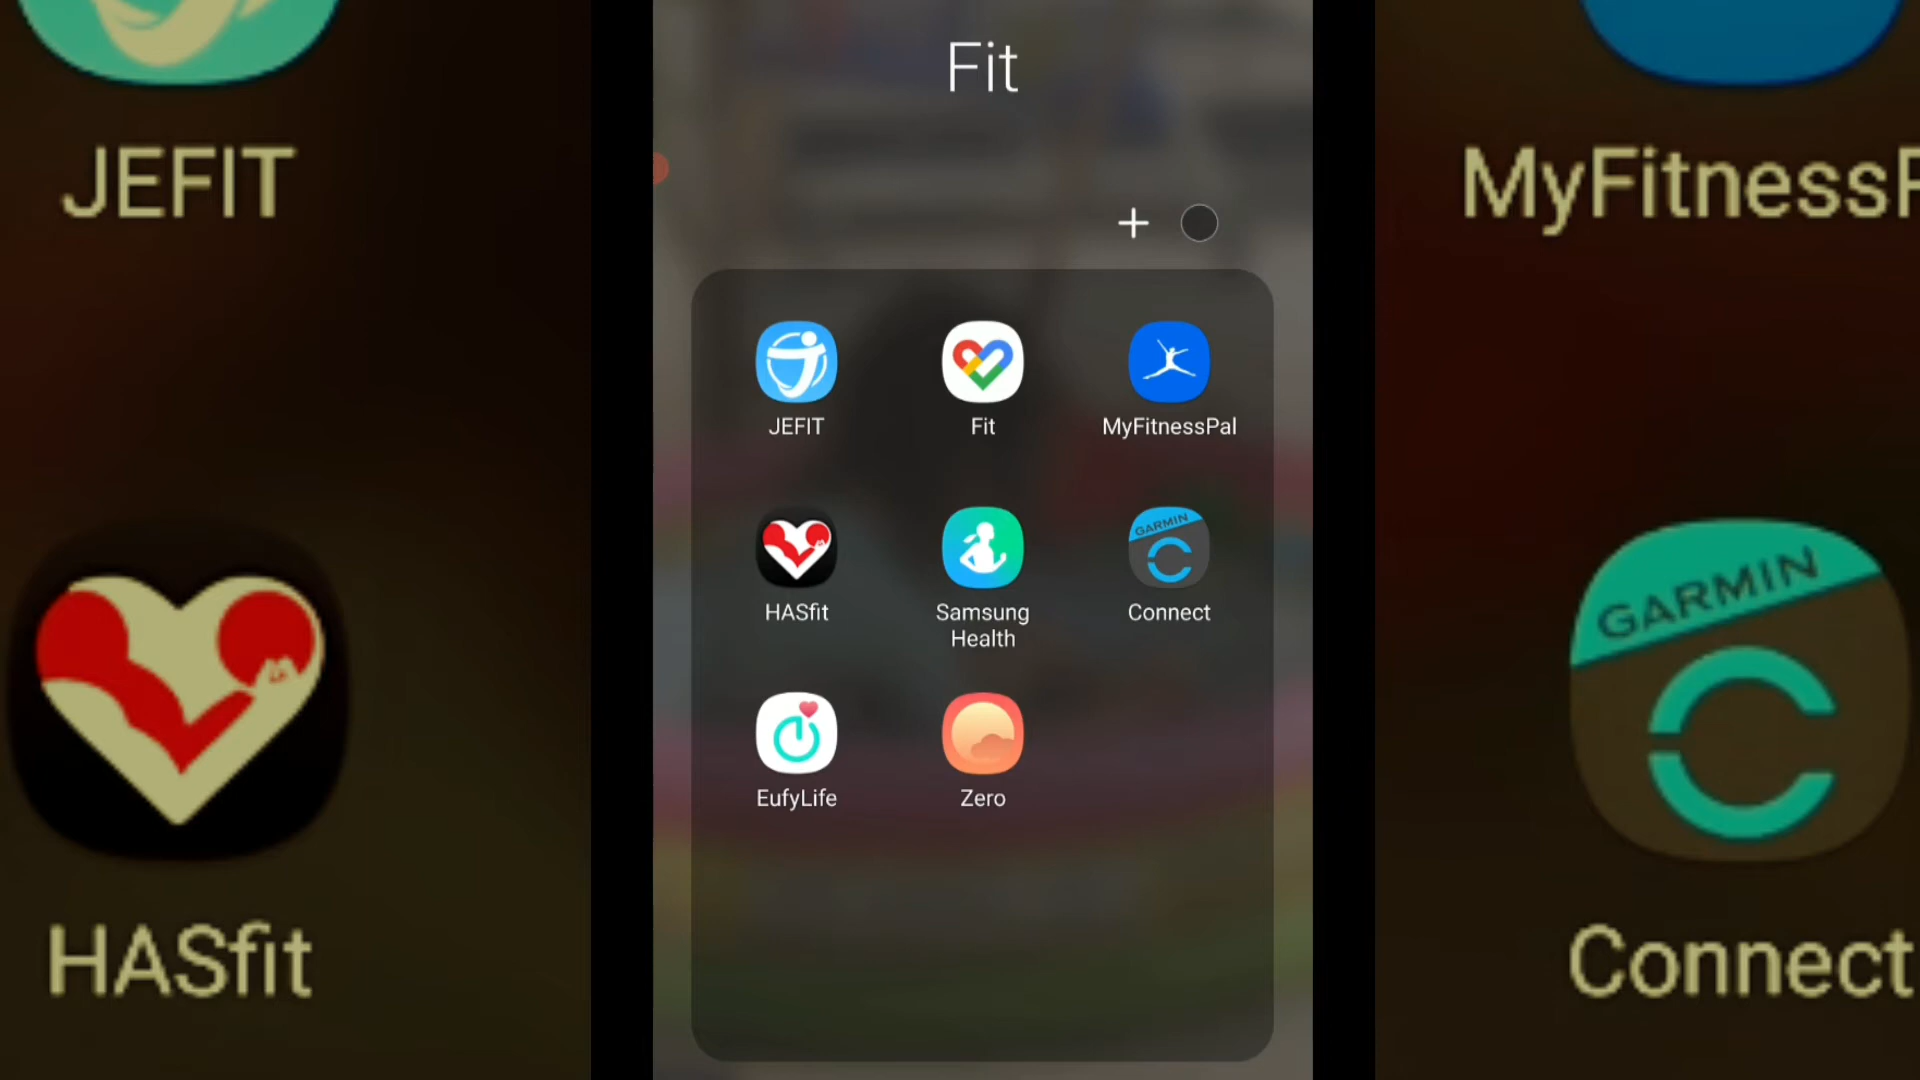 Fit
JEFIT
Fit
MyFitnessPal
HASfit
Samsung
Health
GARMIN
Connect
EufyLife
Zero
JEFIT
HASfit
MyFitnessP
GARMIN
Connect